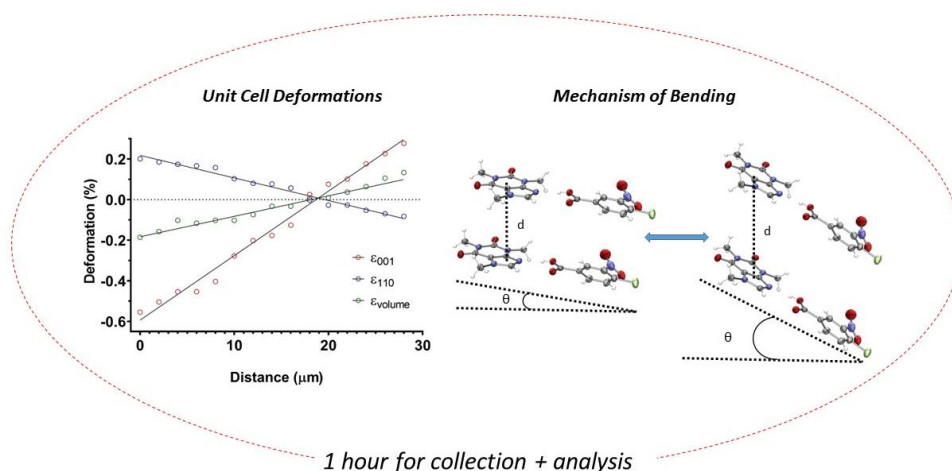 Unit Cell Deformations
Mechanism of Bending
Deformation (%)
0.2
0.0
-0.2
-0.4
-0.6
ε001
ε110
εvolume
0
10
20
30
Distance (μm)
d
d
θ
d
θ
1 hour for collection + analysis